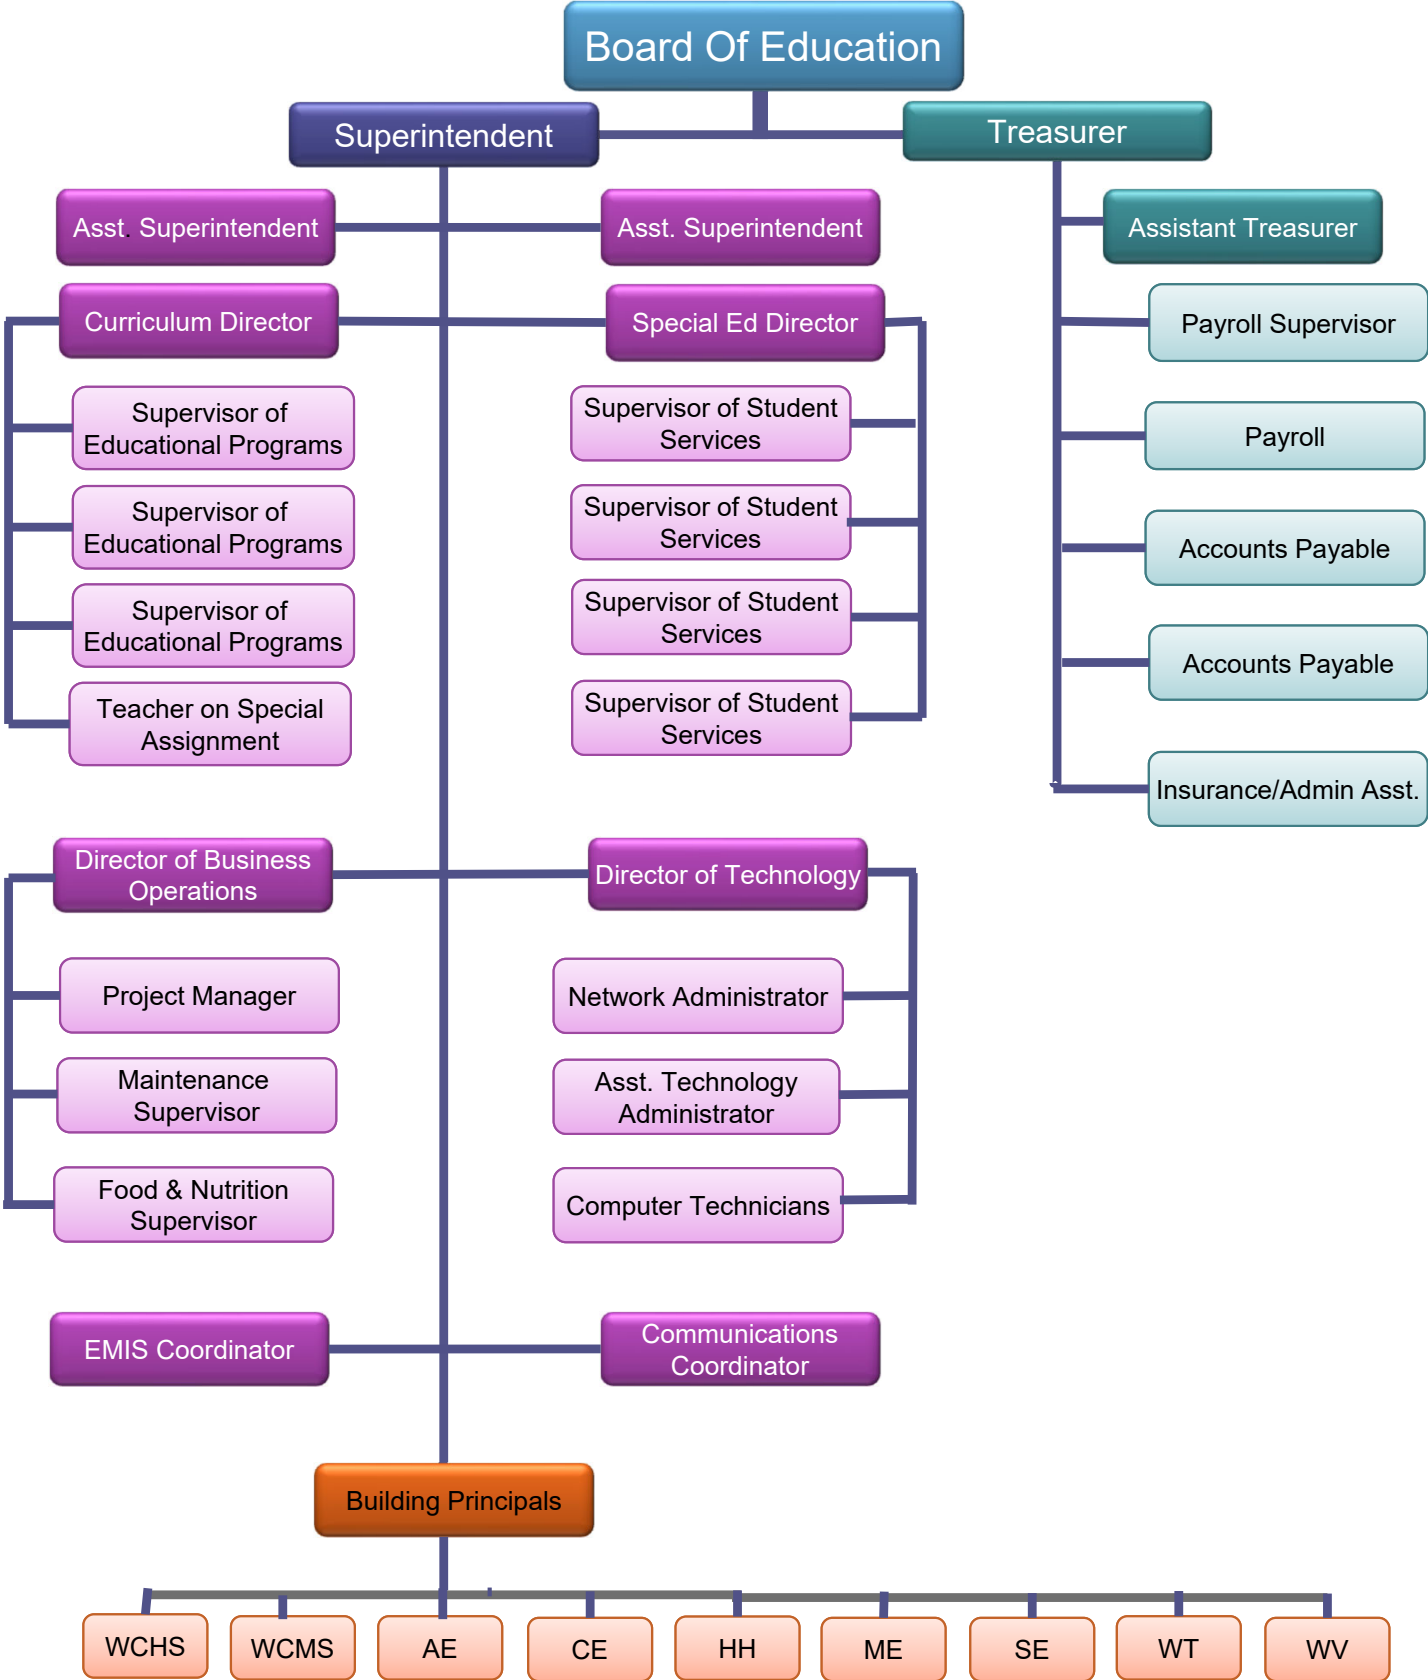 Board Of Education
Superintendent
Treasurer
Asst. Superintendent
Asst. Superintendent
Assistant Treasurer
Curriculum Director
Special Ed Director
Payroll Supervisor
Supervisor of
Educational Programs
Supervisor of Student
Services
Payroll
Supervisor of
Educational Programs
Supervisor of Student
Services
Accounts Payable
Supervisor of
Educational Programs
Supervisor of Student
Services
Accounts Payable
Teacher on Special
Assignment
Supervisor of Student
Services
Insurance/Admin Asst.
Director of Business
Operations
Director of Technology
Project Manager
Network Administrator
Maintenance
Supervisor
Asst. Technology
Administrator
Food & Nutrition
Supervisor
Computer Technicians
EMIS Coordinator
Communications
Coordinator
Building Principals
WCHS
WCMS
AE
CE
HH
ME
SE
WT
WV